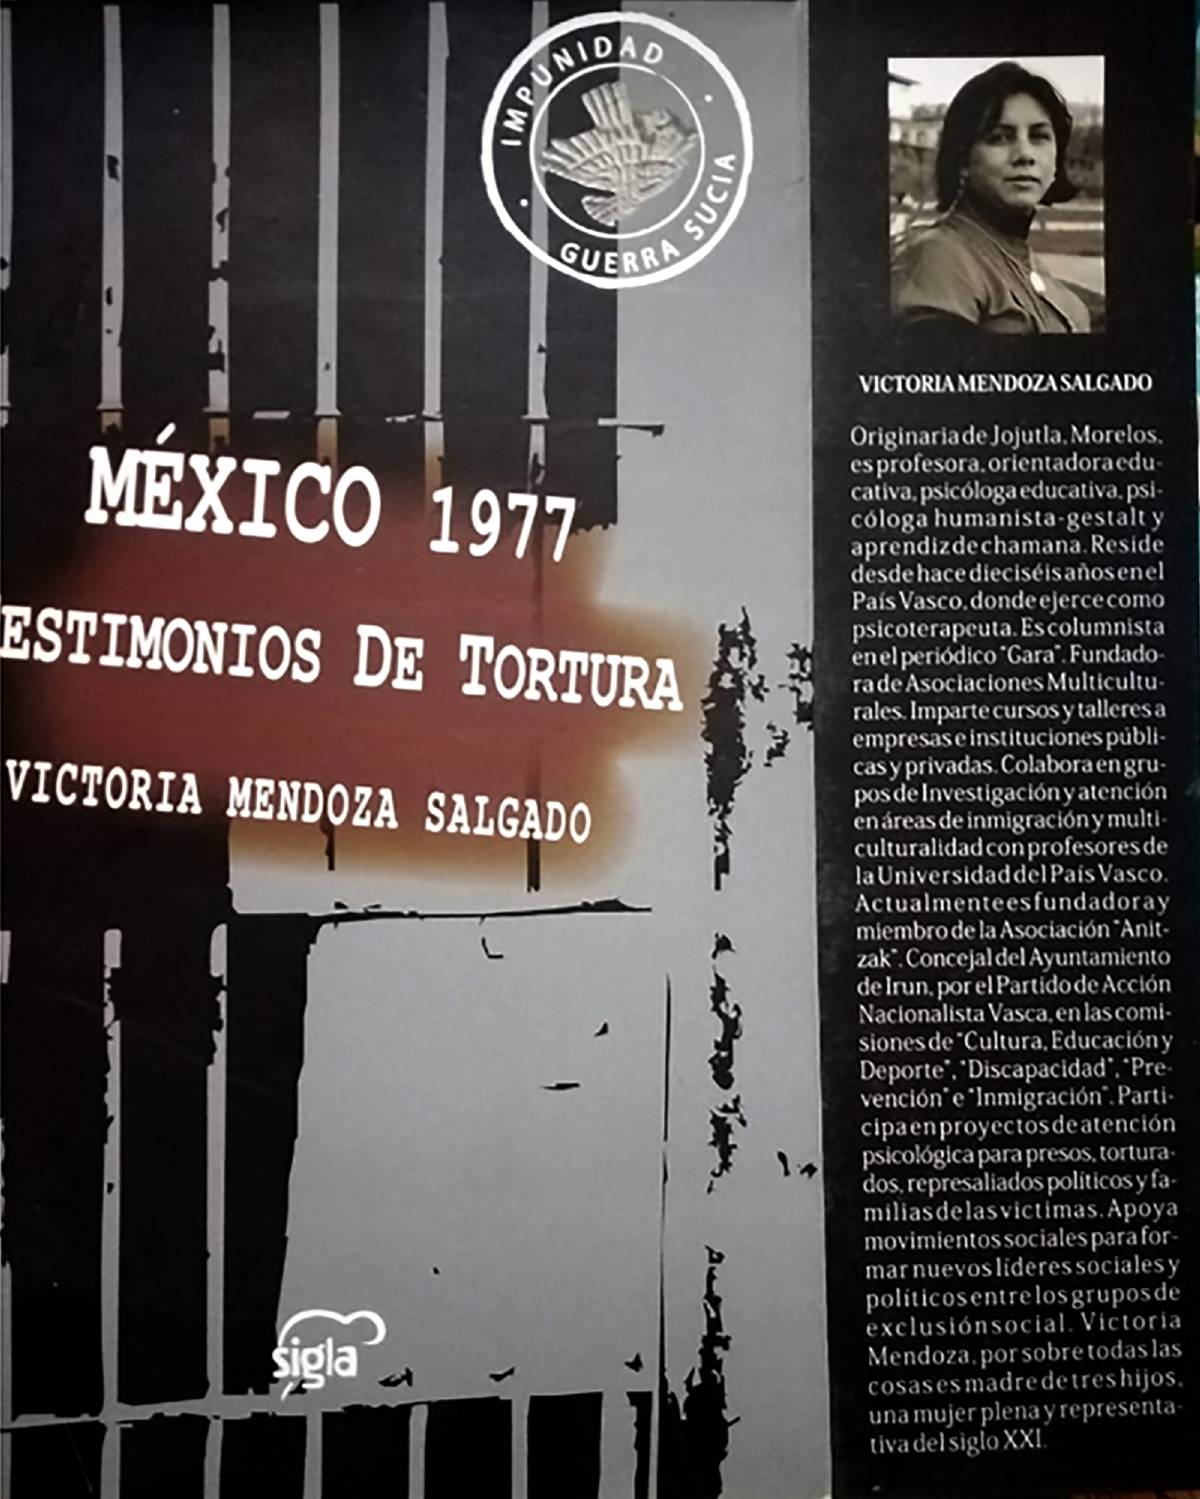 IMPUNIDAD
GUERRA SUCIA
MÉXICO 1977
ESTIMONIOS DE TORTURA
VICTORIA MENDOZA SALGADO
sigla
VICTORIA MENDOZA SALGADO
Originaria de Jojutla, Morelos,
es profesora, orientadora edu-
cativa, psicóloga educativa, psi-
cóloga humanista-gestalt y
aprendiz de chamana. Reside
desde hace dieciséis años en el
País Vasco, donde ejerce como
psicoterapeuta. Es columnista
en el periódico "Gara". Fundado-
ra de Asociaciones Multicultu-
rales. Imparte cursos y talleres a
empresas e instituciones públi-
cas y privadas. Colabora en gru-
pos de Investigación y atención
en áreas de inmigración y multi-
culturalidad con profesores de
la Universidad del País Vasco.
Actualmente es fundadora y
miembro de la Asociación "Anit-
zak". Concejal del Ayuntamiento
de Irun, por el Partido de Acción
Nacionalista Vasca, en las comi-
siones de "Cultura, Educación y
Deporte", "Discapacidad", "Pre-
vención" e "Inmigración". Parti-
cipa en proyectos de atención
psicológica para presos, tortura-
dos, represaliados políticos y fa-
milias de las victimas. Apoya
movimientos sociales para for-
mar nuevos líderes sociales y
políticos entre los grupos de
exclusión social. Victoria
Mendoza, por sobre todas las
cosas es madre de tres hijos,
una mujer plena y representa-
tiva del siglo XXI.